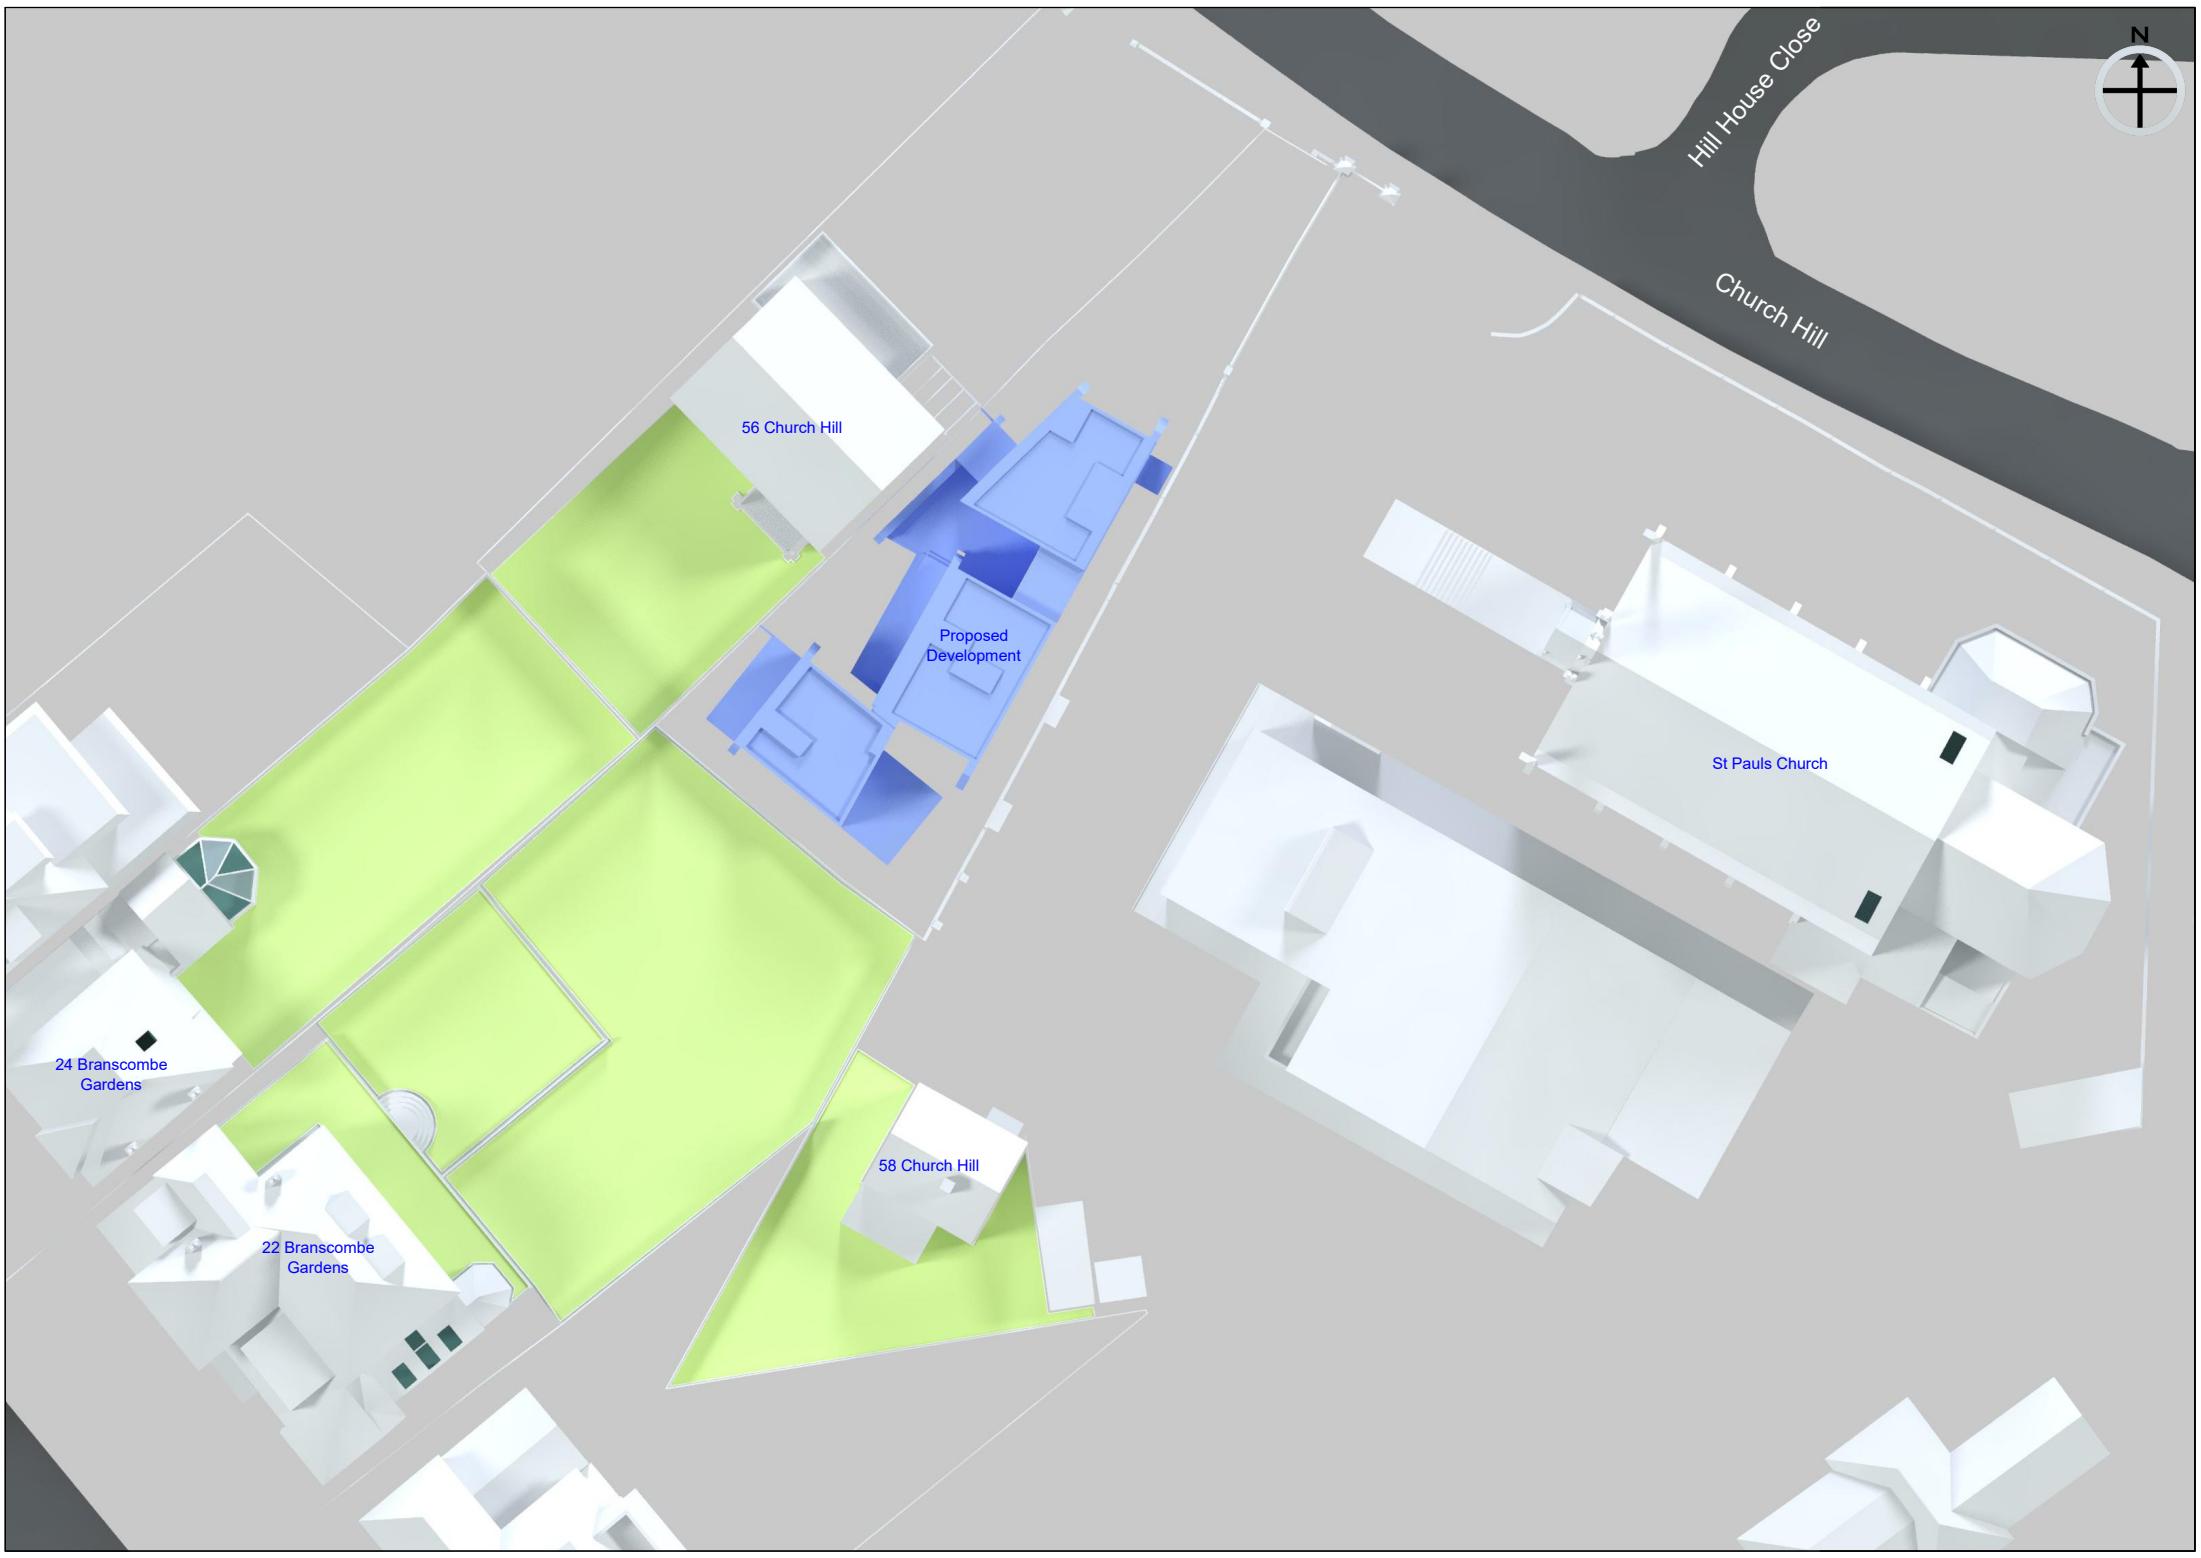 N
Hill House Close
Church Hill
56 Church Hill
Proposed
Development
St Pauls Church
24 Branscombe
Gardens
58 Church Hill
22 Branscombe
Gardens